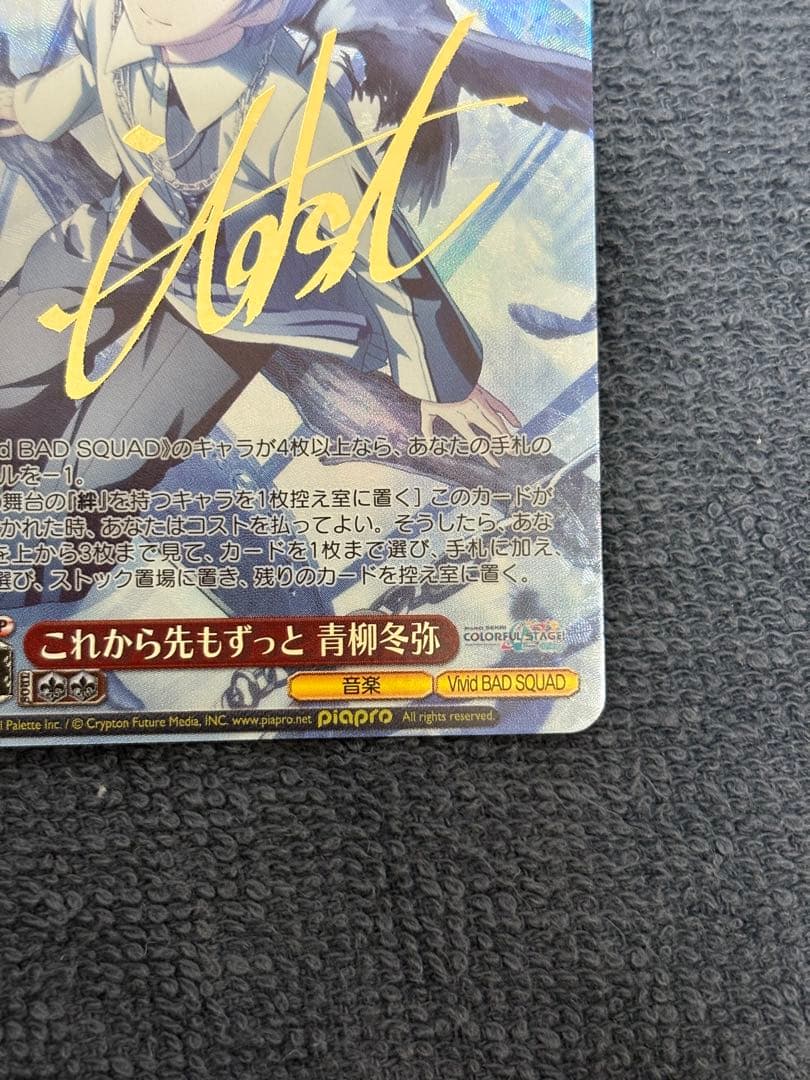 BAD SQUAD》のキャラが4枚以上なら、あなたの手札の
ルを－1。
舞台の『絆』を持つキャラを1枚控え室に置く］ このカードが
かれた時、あなたはコストを払ってよい。そうしたら、あな
を上から3枚まで見て、カードを1枚まで選び、手札に加え、
選び、ストック置場に置き、残りのカードを控え室に置く。
これから先もずっと 青柳冬弥
COLORFUL STAGE!
音楽 Vivid BAD SQUAD
Palette Inc. / © Crypton Future Media, INC. www.piapro.net piapro All rights reserved.